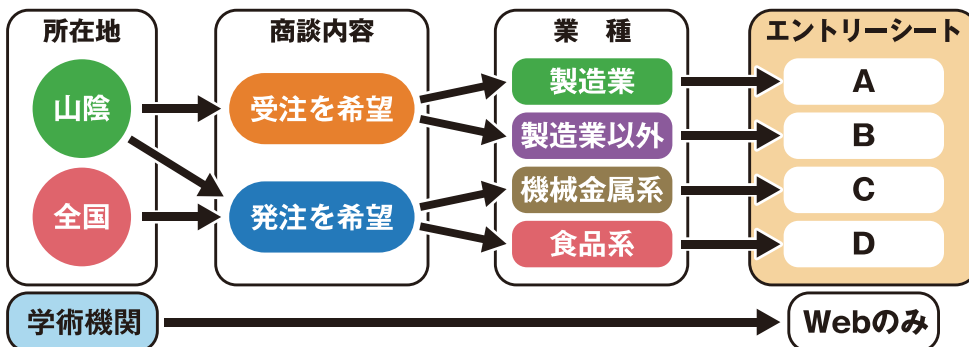 所在地
山陰
全国
商談内容
受注を希望
発注を希望
業 種
製造業
製造業以外
機械金属系
食品系
エントリーシート
A
B
C
D
学術機関
Webのみ